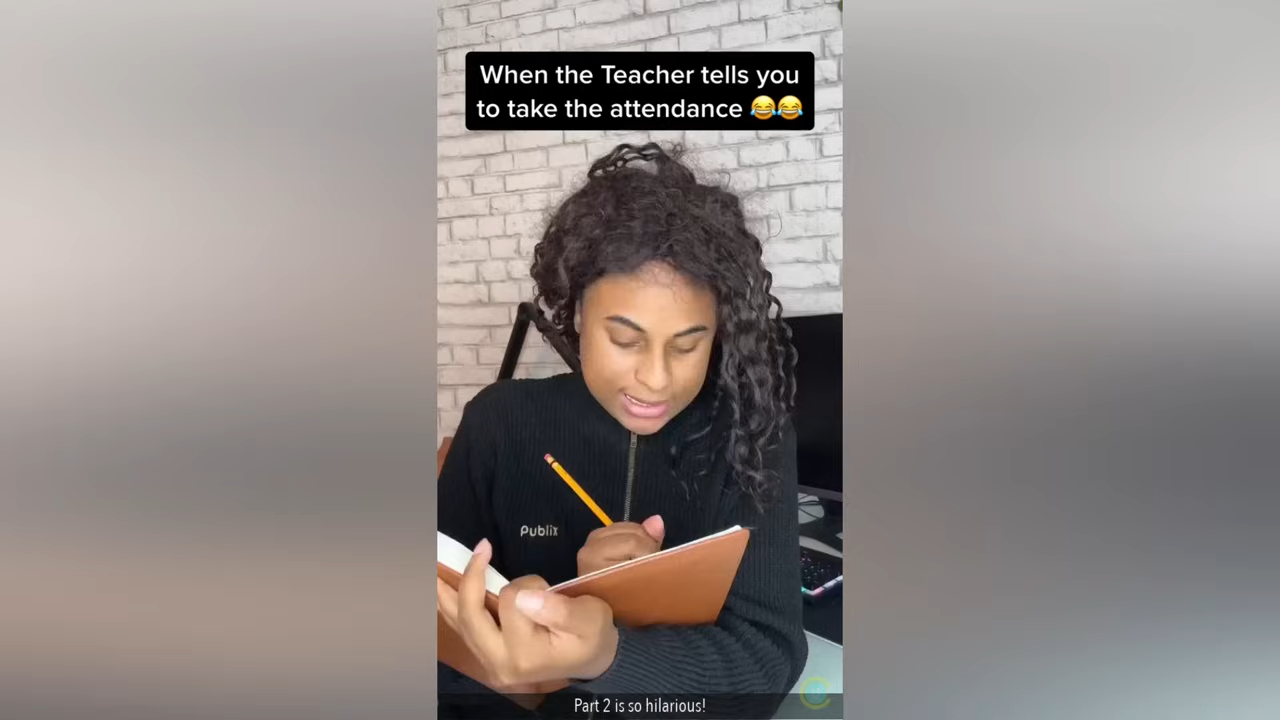 When the Teacher tells you
to take the attendance 😂😂
Publix
Part 2 is so hilarious!